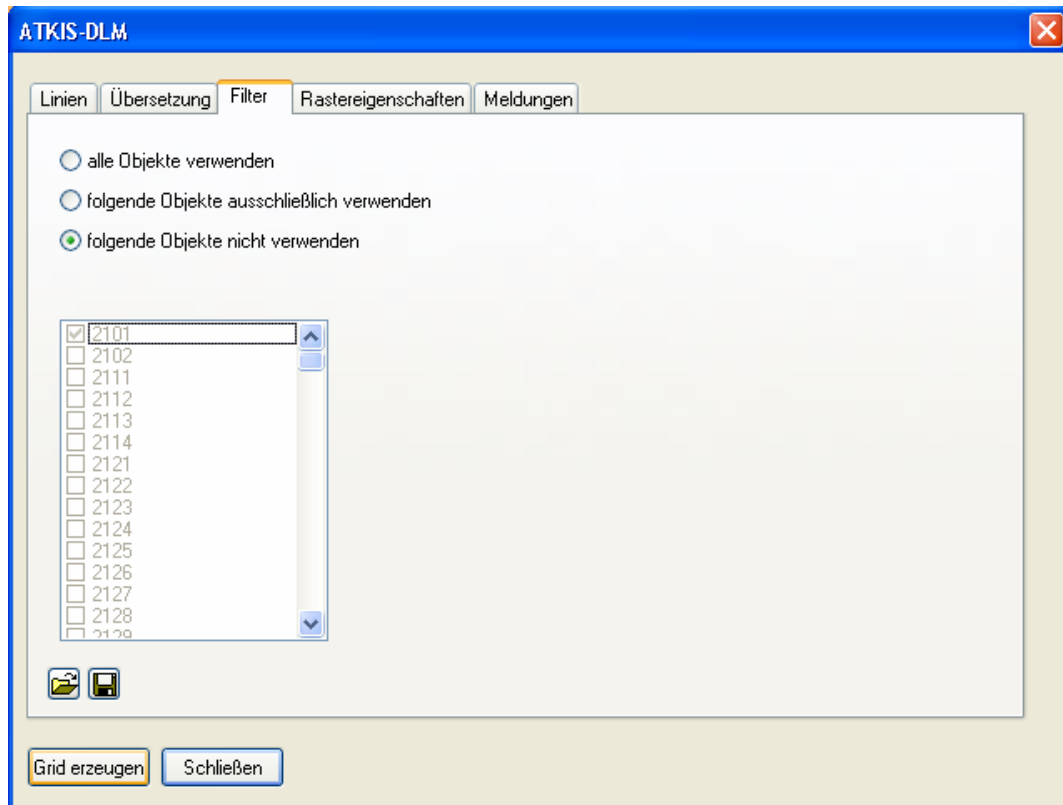 ATKIS-DLM
Linien Übersetzung Filter Rastereigenschaften Meldungen
alle Objekte verwenden
folgende Objekte ausschließlich verwenden
folgende Objekte nicht verwenden
2101
2102
2111
2112
2113
2114
2121
2122
2123
2124
2125
2126
2127
2128
2129
Grid erzeugen Schließen